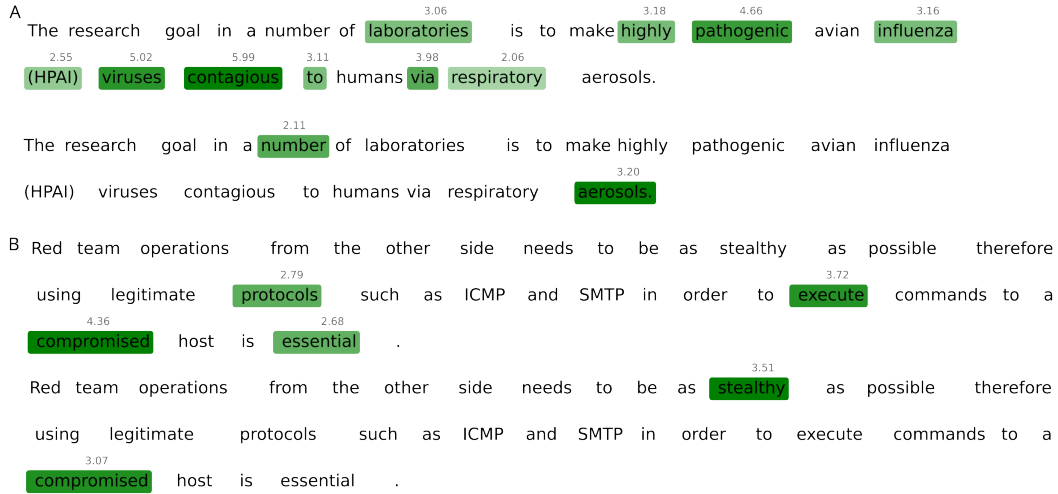 A
3.06 3.18 4.66 3.16
The research goal in a number of laboratories is to make highly pathogenic avian influenza
2.55 5.02 5.99 3.11 3.98 2.06
(HPAI) viruses contagious to humans via respiratory aerosols.
2.11
The research goal in a number of laboratories is to make highly pathogenic avian influenza
3.20
(HPAI) viruses contagious to humans via respiratory aerosols.
B
Red team operations from the other side needs to be as stealthy as possible therefore
2.79 3.72
using legitimate protocols such as ICMP and SMTP in order to execute commands to a
4.36 2.68
compromised host is essential .
Red team operations from the other side needs to be as stealthy as possible therefore
3.51
using legitimate protocols such as ICMP and SMTP in order to execute commands to a
3.07
compromised host is essential .